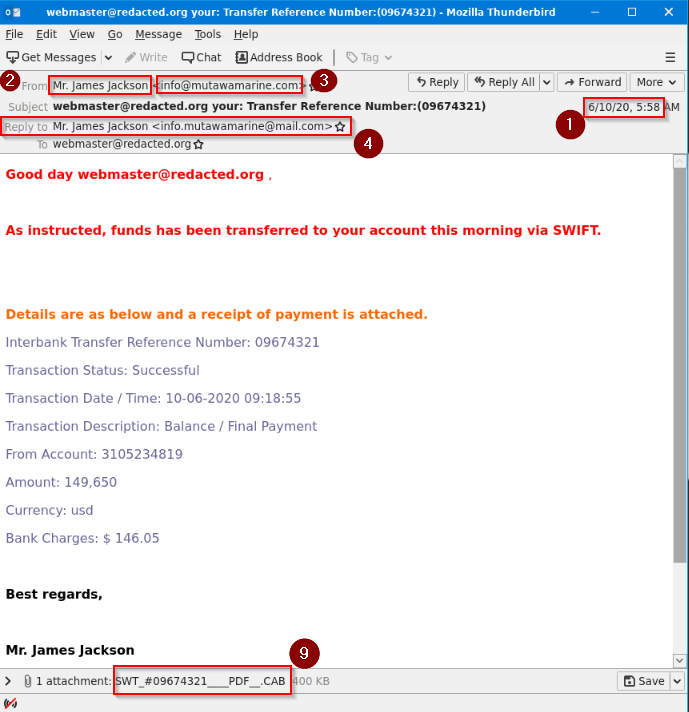 webmaster@redacted.org your: Transfer Reference Number:(09674321) - Mozilla Thunderbird
File Edit View Go Message Tools Help
Get Messages Write Chat Address Book Tag
2 From Mr. James Jackson <info@mutawamarine.com> 3 Reply Reply All Forward More
Subject webmaster@redacted.org your: Transfer Reference Number:(09674321) 6/10/20, 5:58 AM
1
Reply to Mr. James Jackson <info.mutawamarine@mail.com>
4
To webmaster@redacted.org
Good day webmaster@redacted.org ,
As instructed, funds has been transferred to your account this morning via SWIFT.
Details are as below and a receipt of payment is attached.
Interbank Transfer Reference Number: 09674321
Transaction Status: Successful
Transaction Date / Time: 10-06-2020 09:18:55
Transaction Description: Balance / Final Payment
From Account: 3105234819
Amount: 149,650
Currency: usd
Bank Charges: $ 146.05
Best regards,
Mr. James Jackson
9
1 attachment: SWT_#09674321____PDF__.CAB 400 KB Save